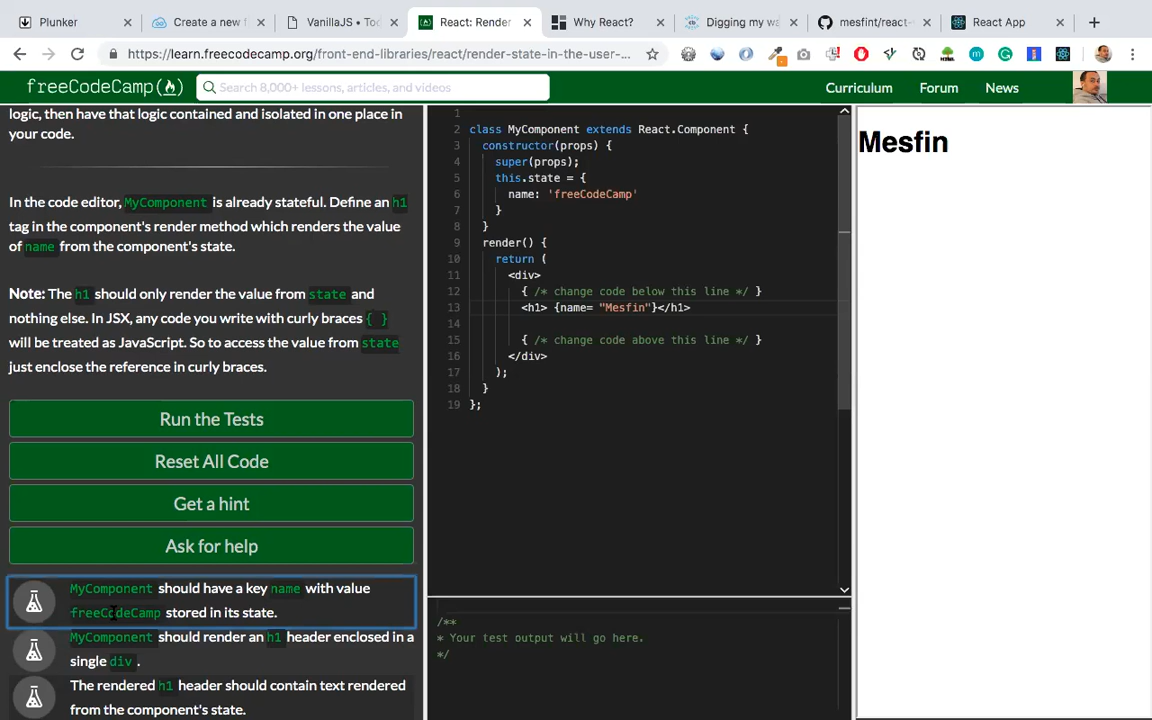 Plunker
Create a new f
VanillaJS • Tod
React: Render
Why React?
Digging my wa
mesfint/react-
React App
https://learn.freecodecamp.org/front-end-libraries/react/render-state-in-the-user-...
freeCodeCamp
Search 8,000+ lessons, articles, and videos
Curriculum
Forum
News
logic, then have that logic contained and isolated in one place in
your code.
In the code editor, MyComponent is already stateful. Define an h1
tag in the component's render method which renders the value
of name from the component's state.
Note: The h1 should only render the value from state and
nothing else. In JSX, any code you write with curly braces { }
will be treated as JavaScript. So to access the value from state
just enclose the reference in curly braces.
Run the Tests
Reset All Code
Get a hint
Ask for help
MyComponent should have a key name with value
freeCodeCamp stored in its state.
MyComponent should render an h1 header enclosed in a
single div .
The rendered h1 header should contain text rendered
from the component's state.
1
2 class MyComponent extends React.Component {
3 constructor(props) {
4 super(props);
5 this.state = {
6 name: 'freeCodeCamp'
7 }
8 }
9 render() {
10 return (
11 <div>
12 { /* change code below this line */ }
13 <h1> {name= "Mesfin"}</h1>
14
15 { /* change code above this line */ }
16 </div>
17 );
18 }
19 };
/**
* Your test output will go here.
*/
Mesfin